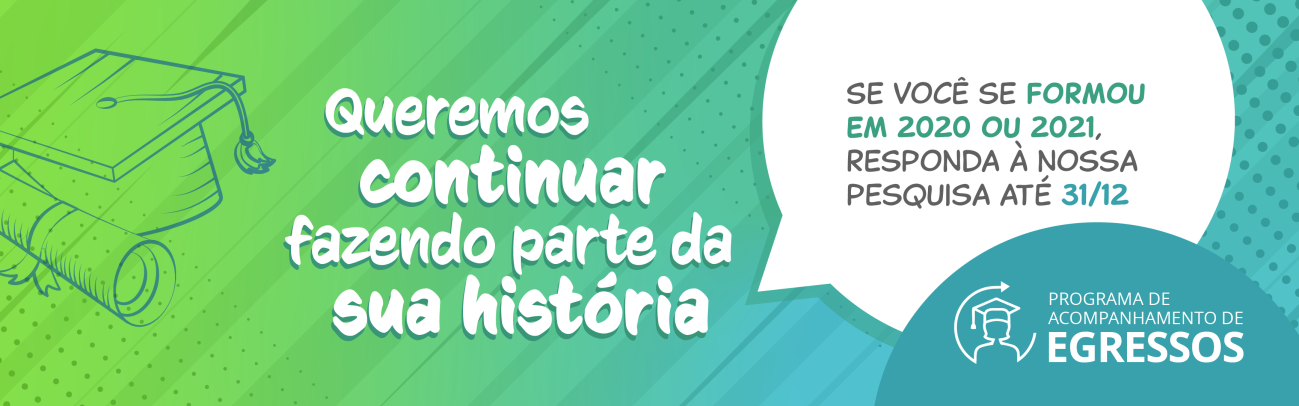 Queremos
continuar
fazendo parte da
sua história
SE VOCÊ SE FORMOU
EM 2020 OU 2021,
RESPONDA À NOSSA
PESQUISA ATÉ 31/12
PROGRAMA DE
ACOMPANHAMENTO DE
EGRESSOS